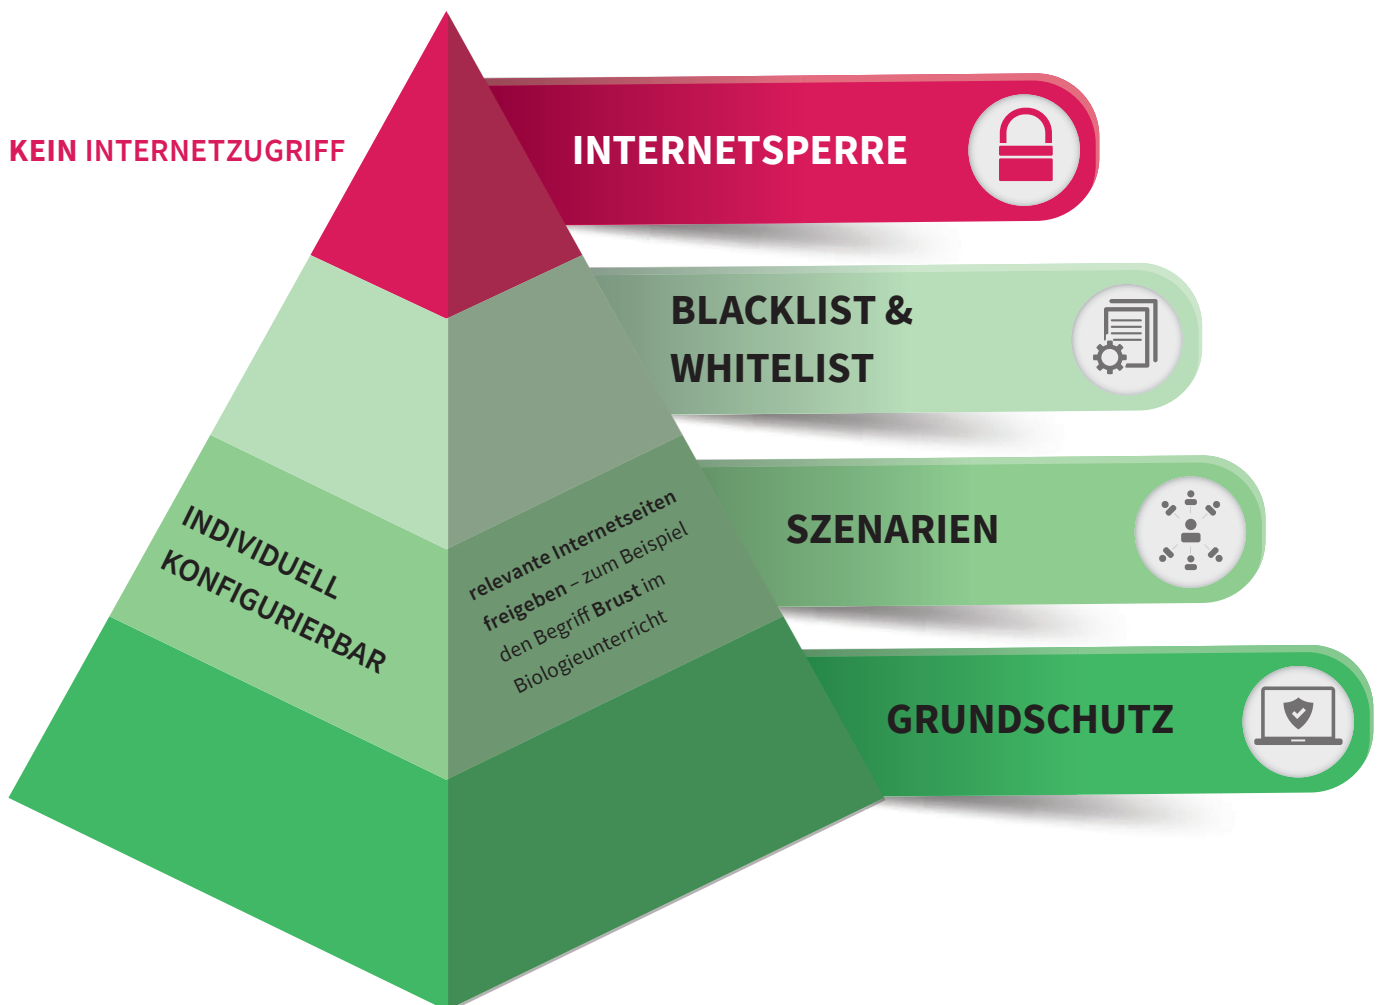 KEIN INTERNETZUGRIFF
INTERNETSPERRE
BLACKLIST &
WHITELIST
SZENARIEN
INDIVIDUELL
KONFIGURIERBAR
relevante Internetseiten
freigeben – zum Beispiel
den Begriff Brust im
Biologieunterricht
GRUNDSCHUTZ